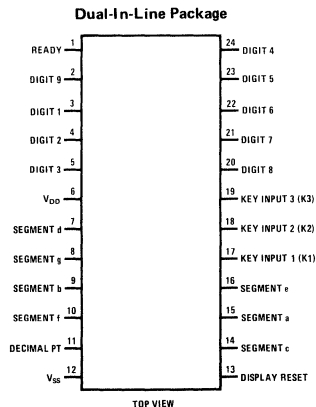 Dual-In-Line Package
READY 1
24 DIGIT 4
DIGIT 9 2
23 DIGIT 5
DIGIT 1 3
22 DIGIT 6
DIGIT 2 4
21 DIGIT 7
DIGIT 3 5
20 DIGIT 8
VDD 6
19 KEY INPUT 3 (K3)
SEGMENT d 7
18 KEY INPUT 2 (K2)
SEGMENT g 8
17 KEY INPUT 1 (K1)
SEGMENT b 9
16 SEGMENT e
SEGMENT f 10
15 SEGMENT a
DECIMAL PT 11
14 SEGMENT c
VSS 12
13 DISPLAY RESET
TOP VIEW